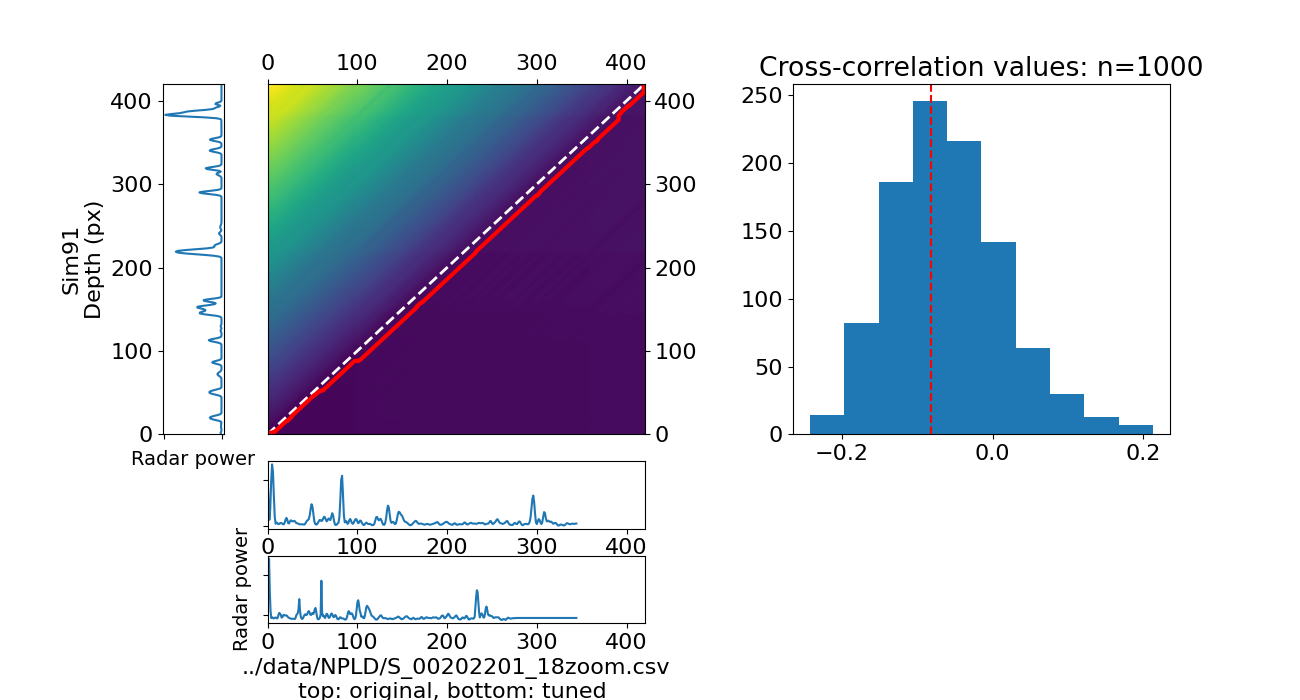 0 100 200 300 400
Cross-correlation values: n=1000
400
300
200
100
0
Sim91
Depth (px)
Radar power
400
300
200
100
0
250
200
150
100
50
0
−0.2 0.0 0.2
0 100 200 300 400
Radar power
0 100 200 300 400
../data/NPLD/S_00202201_18zoom.csv
top: original, bottom: tuned